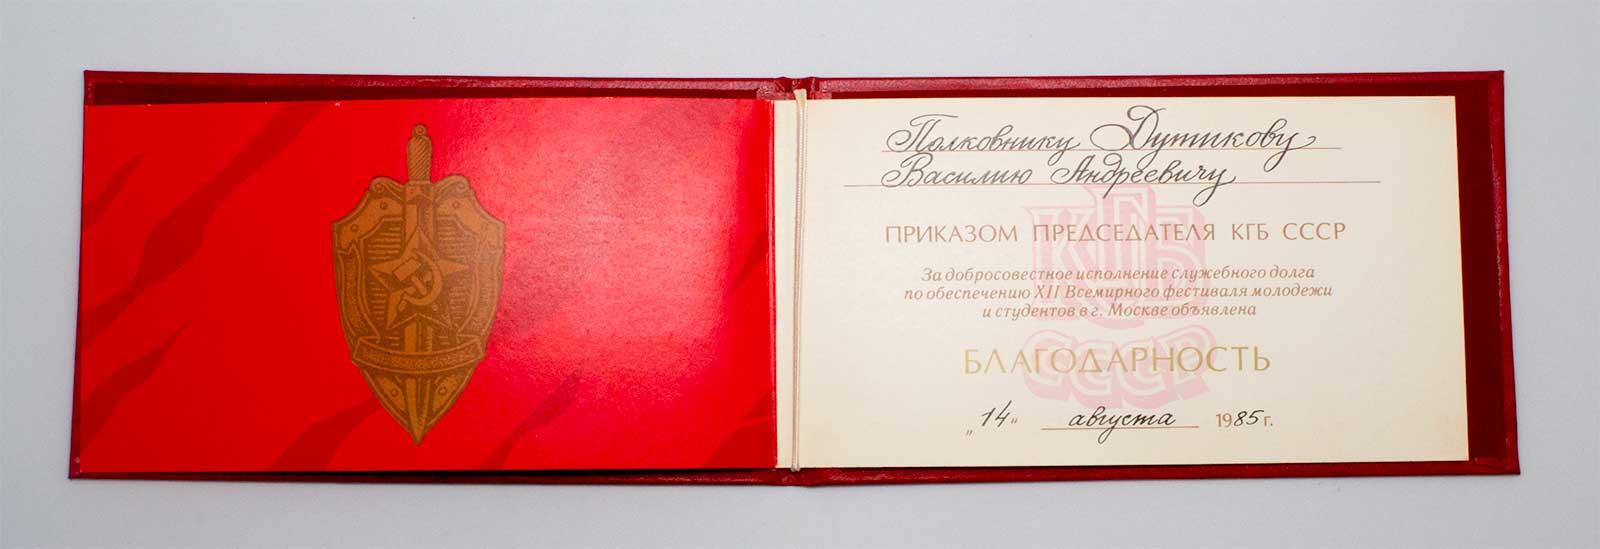 Полковнику Дутикову
Василию Андреевичу
КГБ
СССР
ПРИКАЗОМ ПРЕДСЕДАТЕЛЯ КГБ СССР
За добросовестное исполнение служебного долга
по обеспечению XII Всемирного фестиваля молодежи
и студентов в г. Москве объявлена
БЛАГОДАРНОСТЬ
„14“ августа 1985 г.